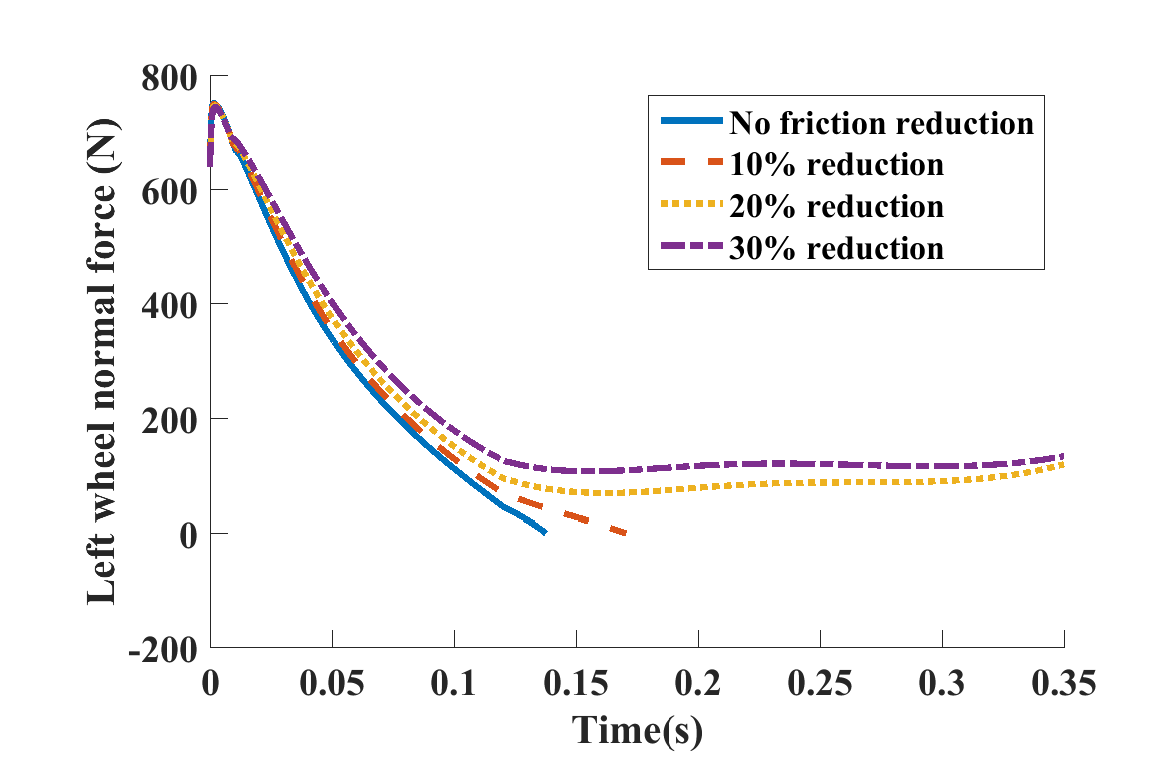 800
600
400
200
0
-200
Left wheel normal force (N)
No friction reduction
10% reduction
20% reduction
30% reduction
0 0.05 0.1 0.15 0.2 0.25 0.3 0.35
Time(s)